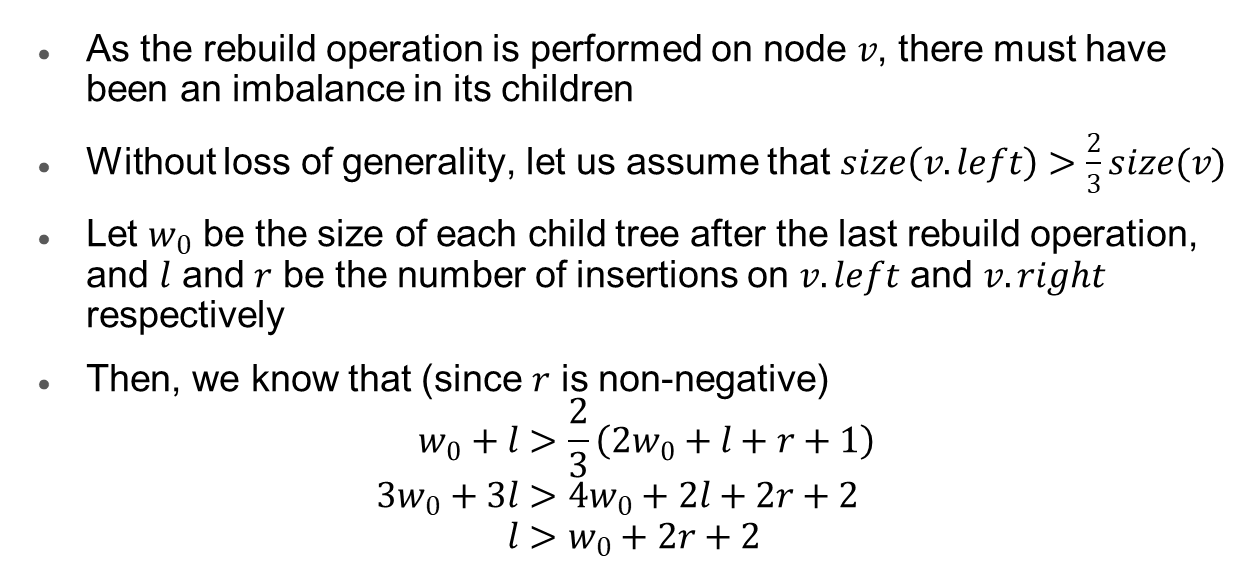 • As the rebuild operation is performed on node 𝑣, there must have
been an imbalance in its children
• Without loss of generality, let us assume that 𝑠𝑖𝑧𝑒(𝑣.𝑙𝑒𝑓𝑡) > 2/3 𝑠𝑖𝑧𝑒(𝑣)
• Let 𝑤₀ be the size of each child tree after the last rebuild operation,
and 𝑙 and 𝑟 be the number of insertions on 𝑣.𝑙𝑒𝑓𝑡 and 𝑣.𝑟𝑖𝑔ℎ𝑡
respectively
• Then, we know that (since 𝑟 is non-negative)
𝑤₀ + 𝑙 > 2/3 (2𝑤₀ + 𝑙 + 𝑟 + 1)
3𝑤₀ + 3𝑙 > 4𝑤₀ + 2𝑙 + 2𝑟 + 2
𝑙 > 𝑤₀ + 2𝑟 + 2